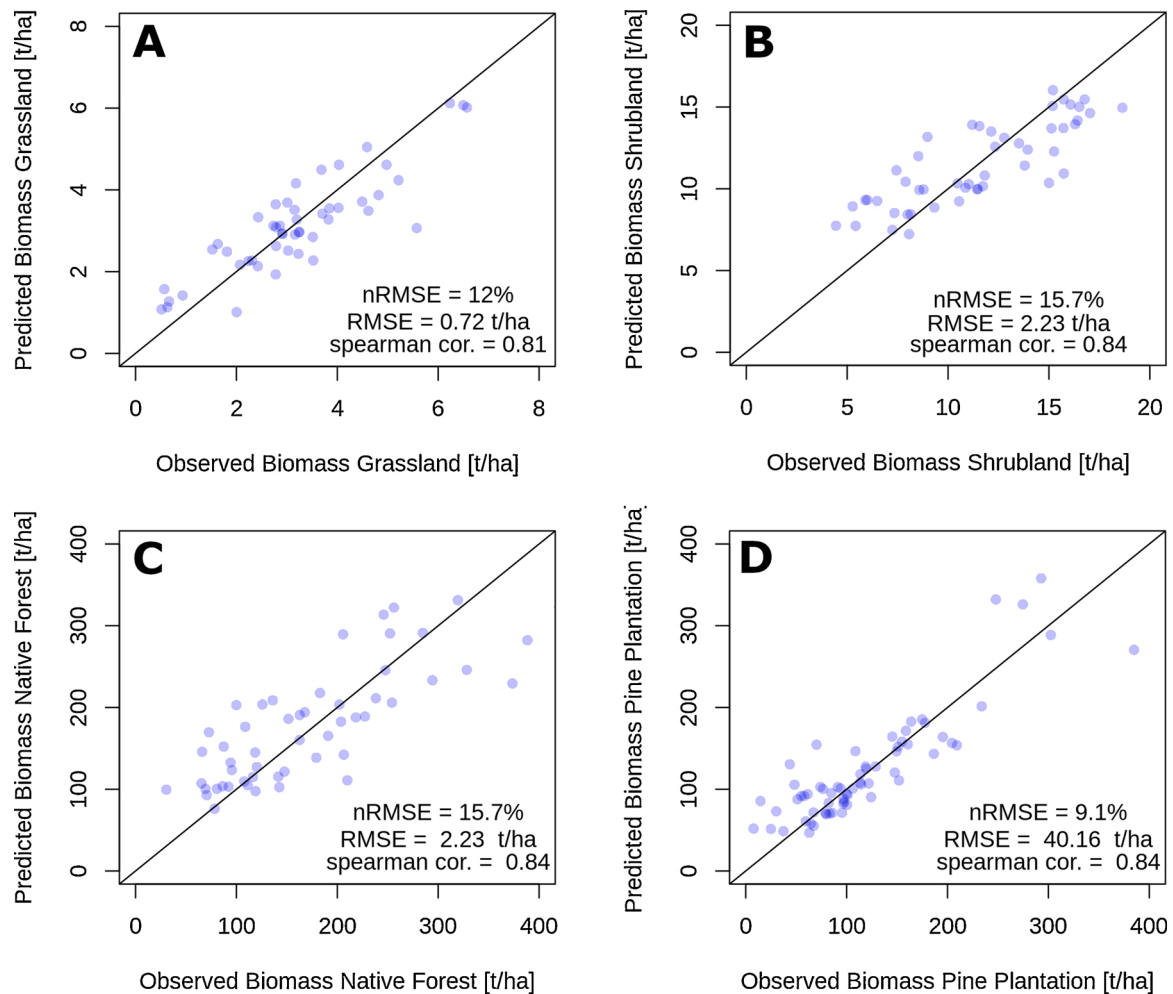 A
Predicted Biomass Grassland [t/ha]
8
6
4
2
0
nRMSE = 12%
RMSE = 0.72 t/ha
spearman cor. = 0.81
0 2 4 6 8
Observed Biomass Grassland [t/ha]
B
Predicted Biomass Shrubland [t/ha]
20
15
10
5
0
nRMSE = 15.7%
RMSE = 2.23 t/ha
spearman cor. = 0.84
0 5 10 15 20
Observed Biomass Shrubland [t/ha]
C
Predicted Biomass Native Forest [t/ha]
400
300
200
100
0
nRMSE = 15.7%
RMSE = 2.23 t/ha
spearman cor. = 0.84
0 100 200 300 400
Observed Biomass Native Forest [t/ha]
D
Predicted Biomass Pine Plantation [t/ha
400
300
200
100
0
nRMSE = 9.1%
RMSE = 40.16 t/ha
spearman cor. = 0.84
0 100 200 300 400
Observed Biomass Pine Plantation [t/ha]